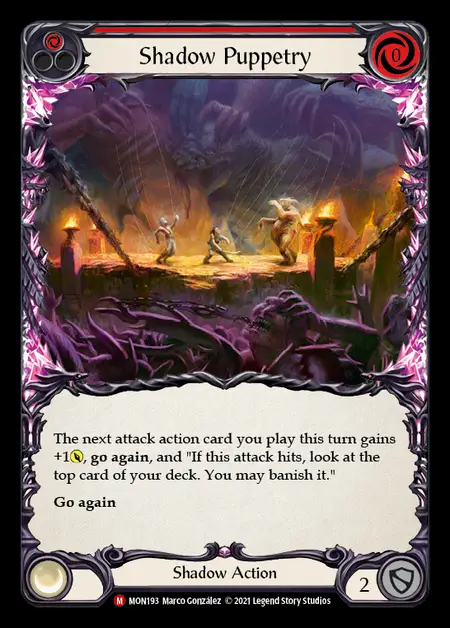 Shadow Puppetry
0
The next attack action card you play this turn gains
+1, go again, and "If this attack hits, look at the
top card of your deck. You may banish it."
Go again
Shadow Action
2
M MON193 Marco González © 2021 Legend Story Studios